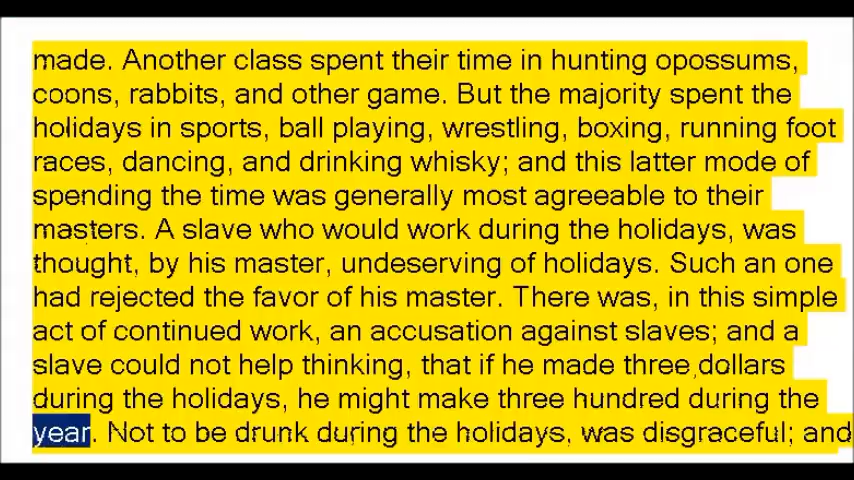 made. Another class spent their time in hunting opossums,
coons, rabbits, and other game. But the majority spent the
holidays in sports, ball playing, wrestling, boxing, running foot
races, dancing, and drinking whisky; and this latter mode of
spending the time was generally most agreeable to their
masters. A slave who would work during the holidays, was
thought, by his master, undeserving of holidays. Such an one
had rejected the favor of his master. There was, in this simple
act of continued work, an accusation against slaves; and a
slave could not help thinking, that if he made three dollars
during the holidays, he might make three hundred during the
year. Not to be drunk during the holidays, was disgraceful; and